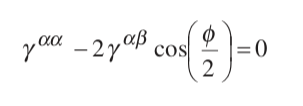 γ^{αα} − 2γ^{αβ} cos(ϕ/2) = 0